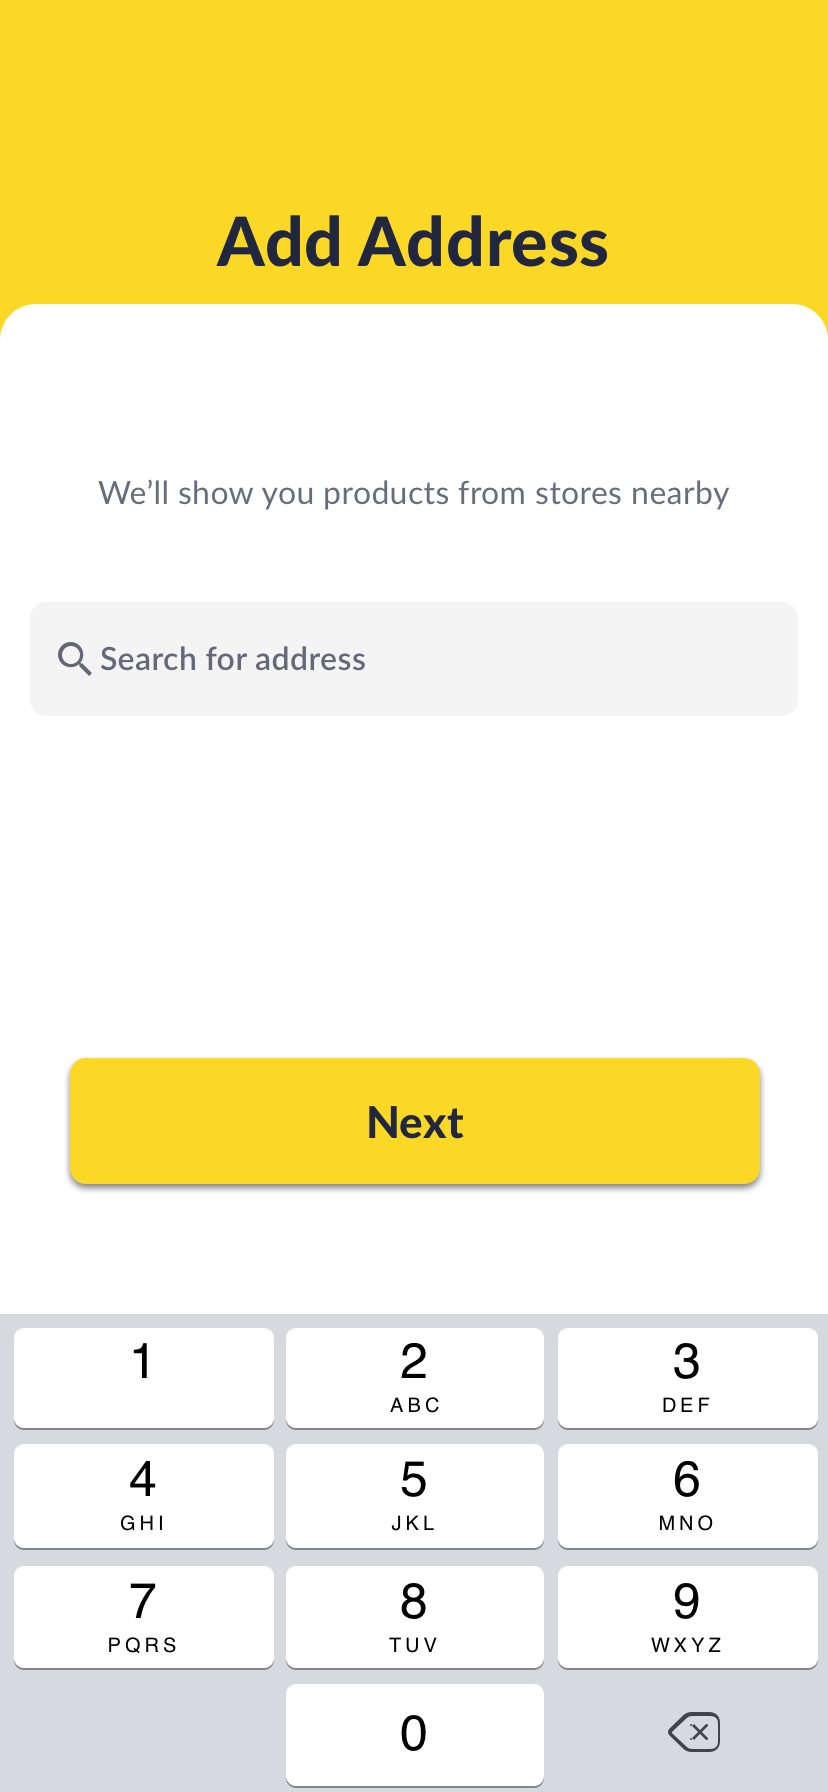 Add Address
We’ll show you products from stores nearby
Search for address
Next
1
2
3
ABC
DEF
4
5
6
GHI
JKL
MNO
7
8
9
PQRS
TUV
WXYZ
0